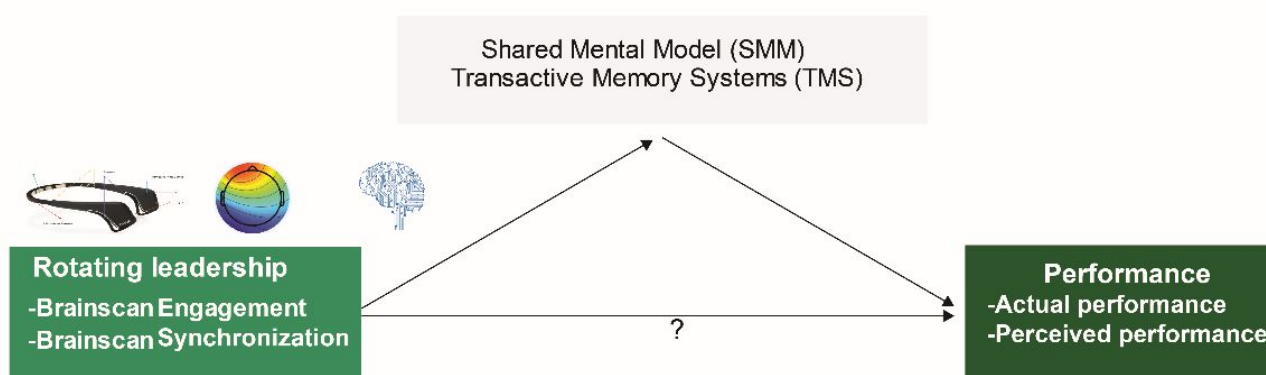 Shared Mental Model (SMM)
Transactive Memory Systems (TMS)
Rotating leadership
-Brainscan Engagement
-Brainscan Synchronization
?
Performance
-Actual performance
-Perceived performance